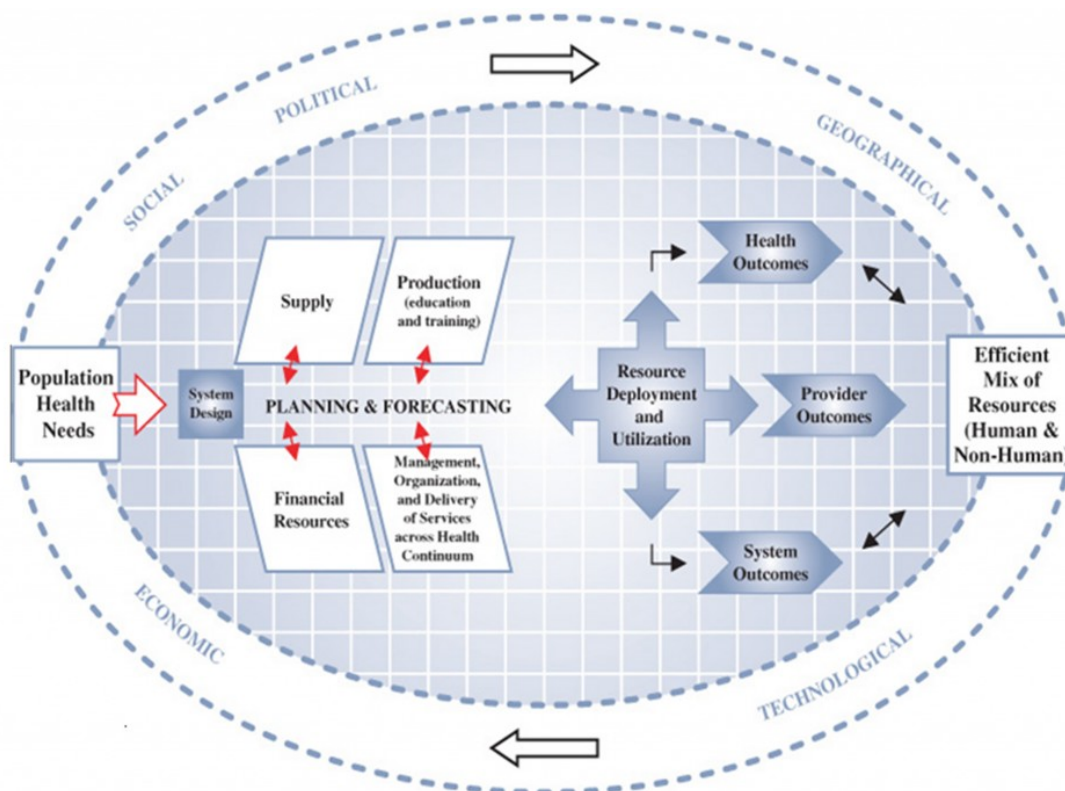 POLITICAL
GEOGRAPHICAL
SOCIAL
Population
Health
Needs
System
Design
Supply
Production
(education
and training)
PLANNING & FORECASTING
Financial
Resources
Management,
Organization,
and Delivery
of Services
across Health
Continuum
Resource
Deployment
and
Utilization
Health
Outcomes
Provider
Outcomes
System
Outcomes
Efficient
Mix of
Resources
(Human &
Non-Human)
ECONOMIC
TECHNOLOGICAL